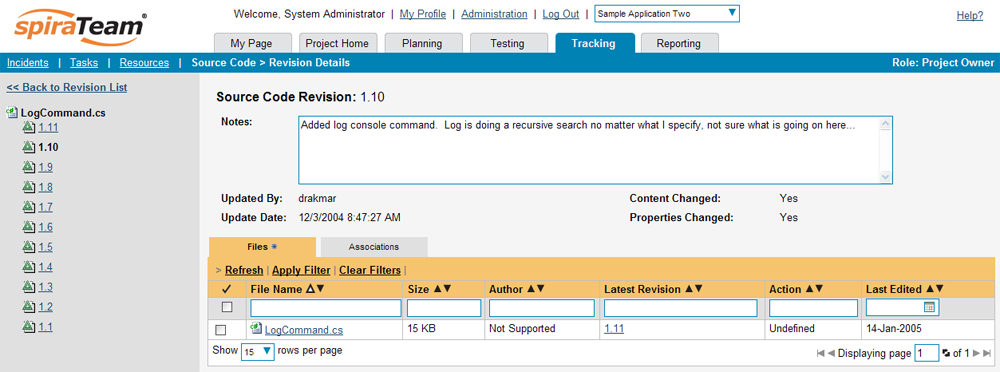 spiraTeam®
Welcome, System Administrator | My Profile | Administration | Log Out | Sample Application Two
Help?
My Page Project Home Planning Testing Tracking Reporting
Incidents | Tasks | Resources | Source Code > Revision Details Role: Project Owner
<< Back to Revision List
LogCommand.cs
1.11
1.10
1.9
1.8
1.7
1.6
1.5
1.4
1.3
1.2
1.1
Source Code Revision: 1.10
Notes: Added log console command. Log is doing a recursive search no matter what I specify, not sure what is going on here...
Updated By: drakmar Content Changed: Yes
Update Date: 12/3/2004 8:47:27 AM Properties Changed: Yes
Files Associations
> Refresh | Apply Filter | Clear Filters |
File Name Size Author Latest Revision Action Last Edited
LogCommand.cs 15 KB Not Supported 1.11 Undefined 14-Jan-2005
Show 15 rows per page Displaying page 1 of 1